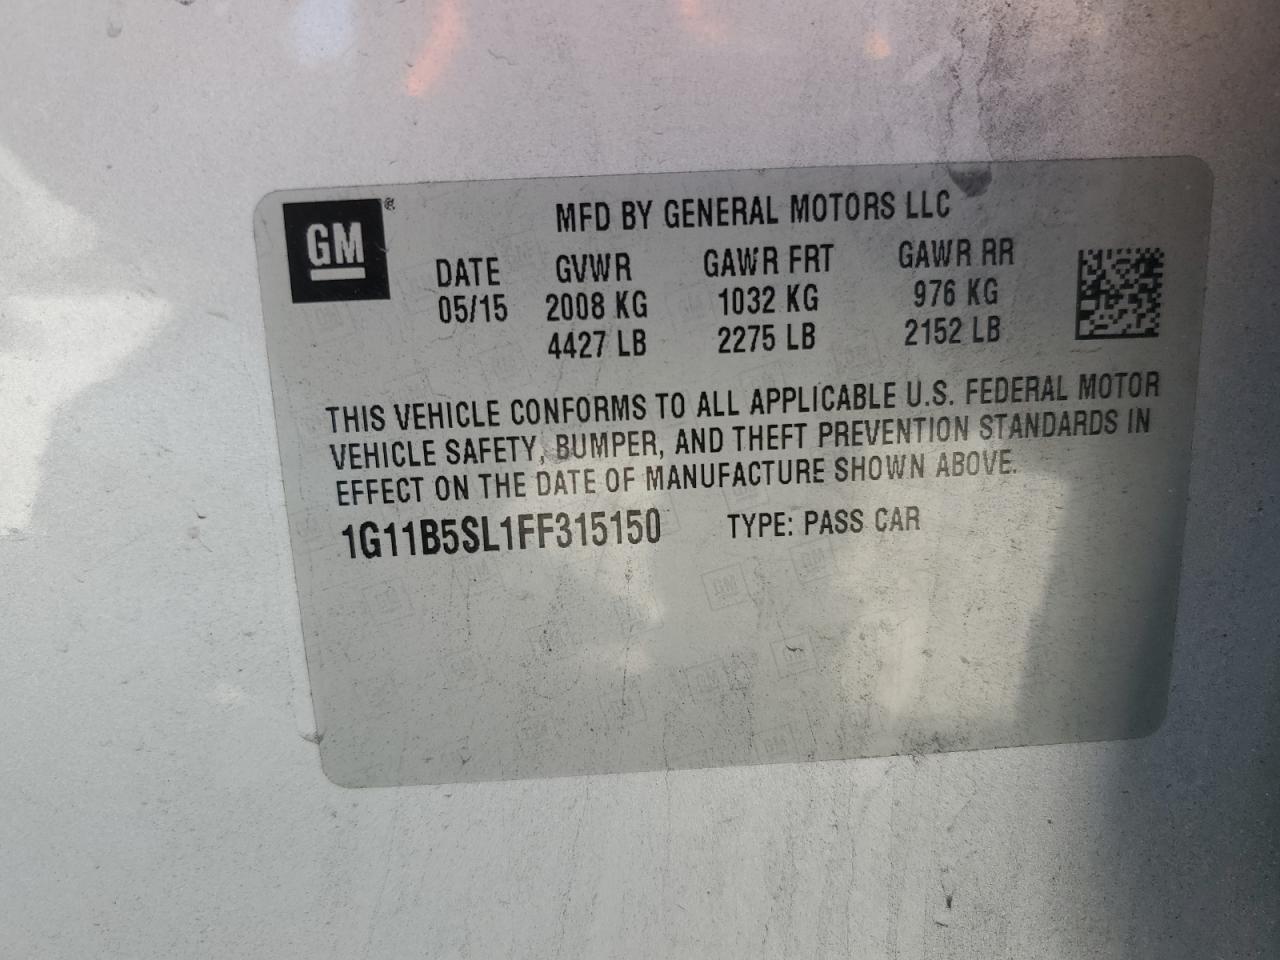 GM®
MFD BY GENERAL MOTORS LLC
DATE GVWR GAWR FRT GAWR RR
05/15 2008 KG 1032 KG 976 KG
4427 LB 2275 LB 2152 LB
THIS VEHICLE CONFORMS TO ALL APPLICABLE U.S. FEDERAL MOTOR
VEHICLE SAFETY, BUMPER, AND THEFT PREVENTION STANDARDS IN
EFFECT ON THE DATE OF MANUFACTURE SHOWN ABOVE.
1G11B5SL1FF315150 TYPE: PASS CAR